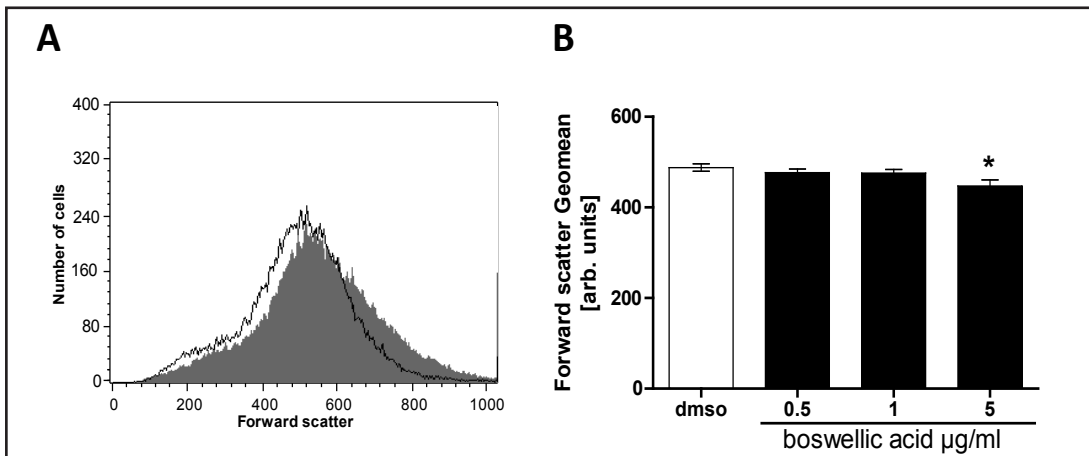 A
400
320
240
160
80
0
Number of cells
0 200 400 600 800 1000
Forward scatter
B
Forward scatter Geomean
[arb. units]
600
400
200
0
*
dmso 0.5 1 5
boswellic acid µg/ml